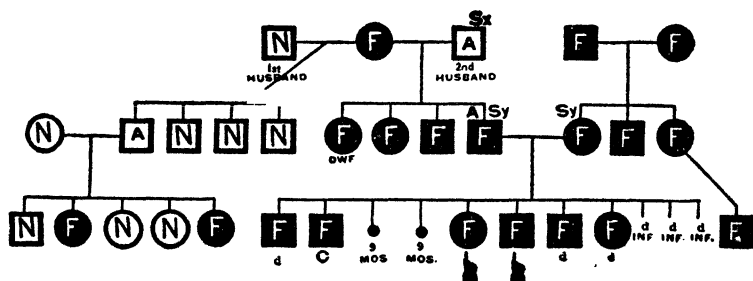 Sx
N F A F F
1st HUSBAND 2nd HUSBAND
A Sy Sy
N A N N N F F F F F F F
DWF
N F N N F F F F F F F F
d C 9 MOS 9 MOS. d d d INF d INF. d INF.